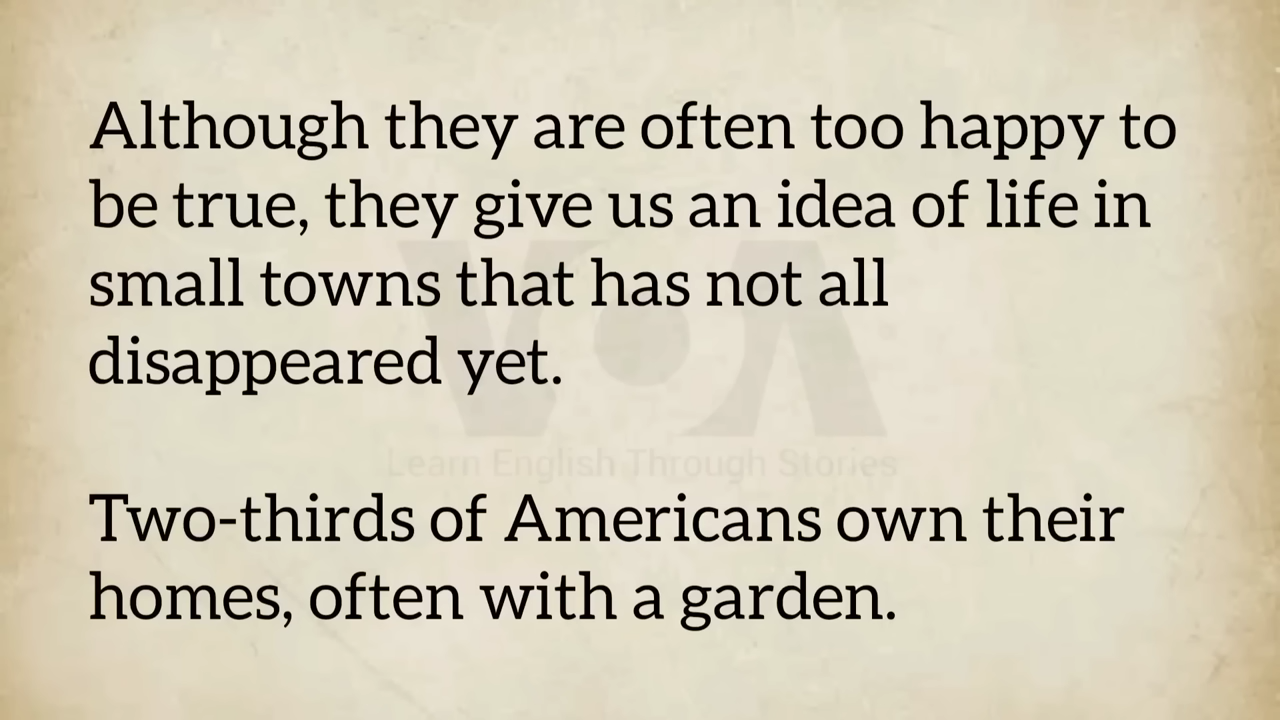 Although they are often too happy to
be true, they give us an idea of life in
small towns that has not all
disappeared yet.
VOA
Learn English Through Stories
Two-thirds of Americans own their
homes, often with a garden.